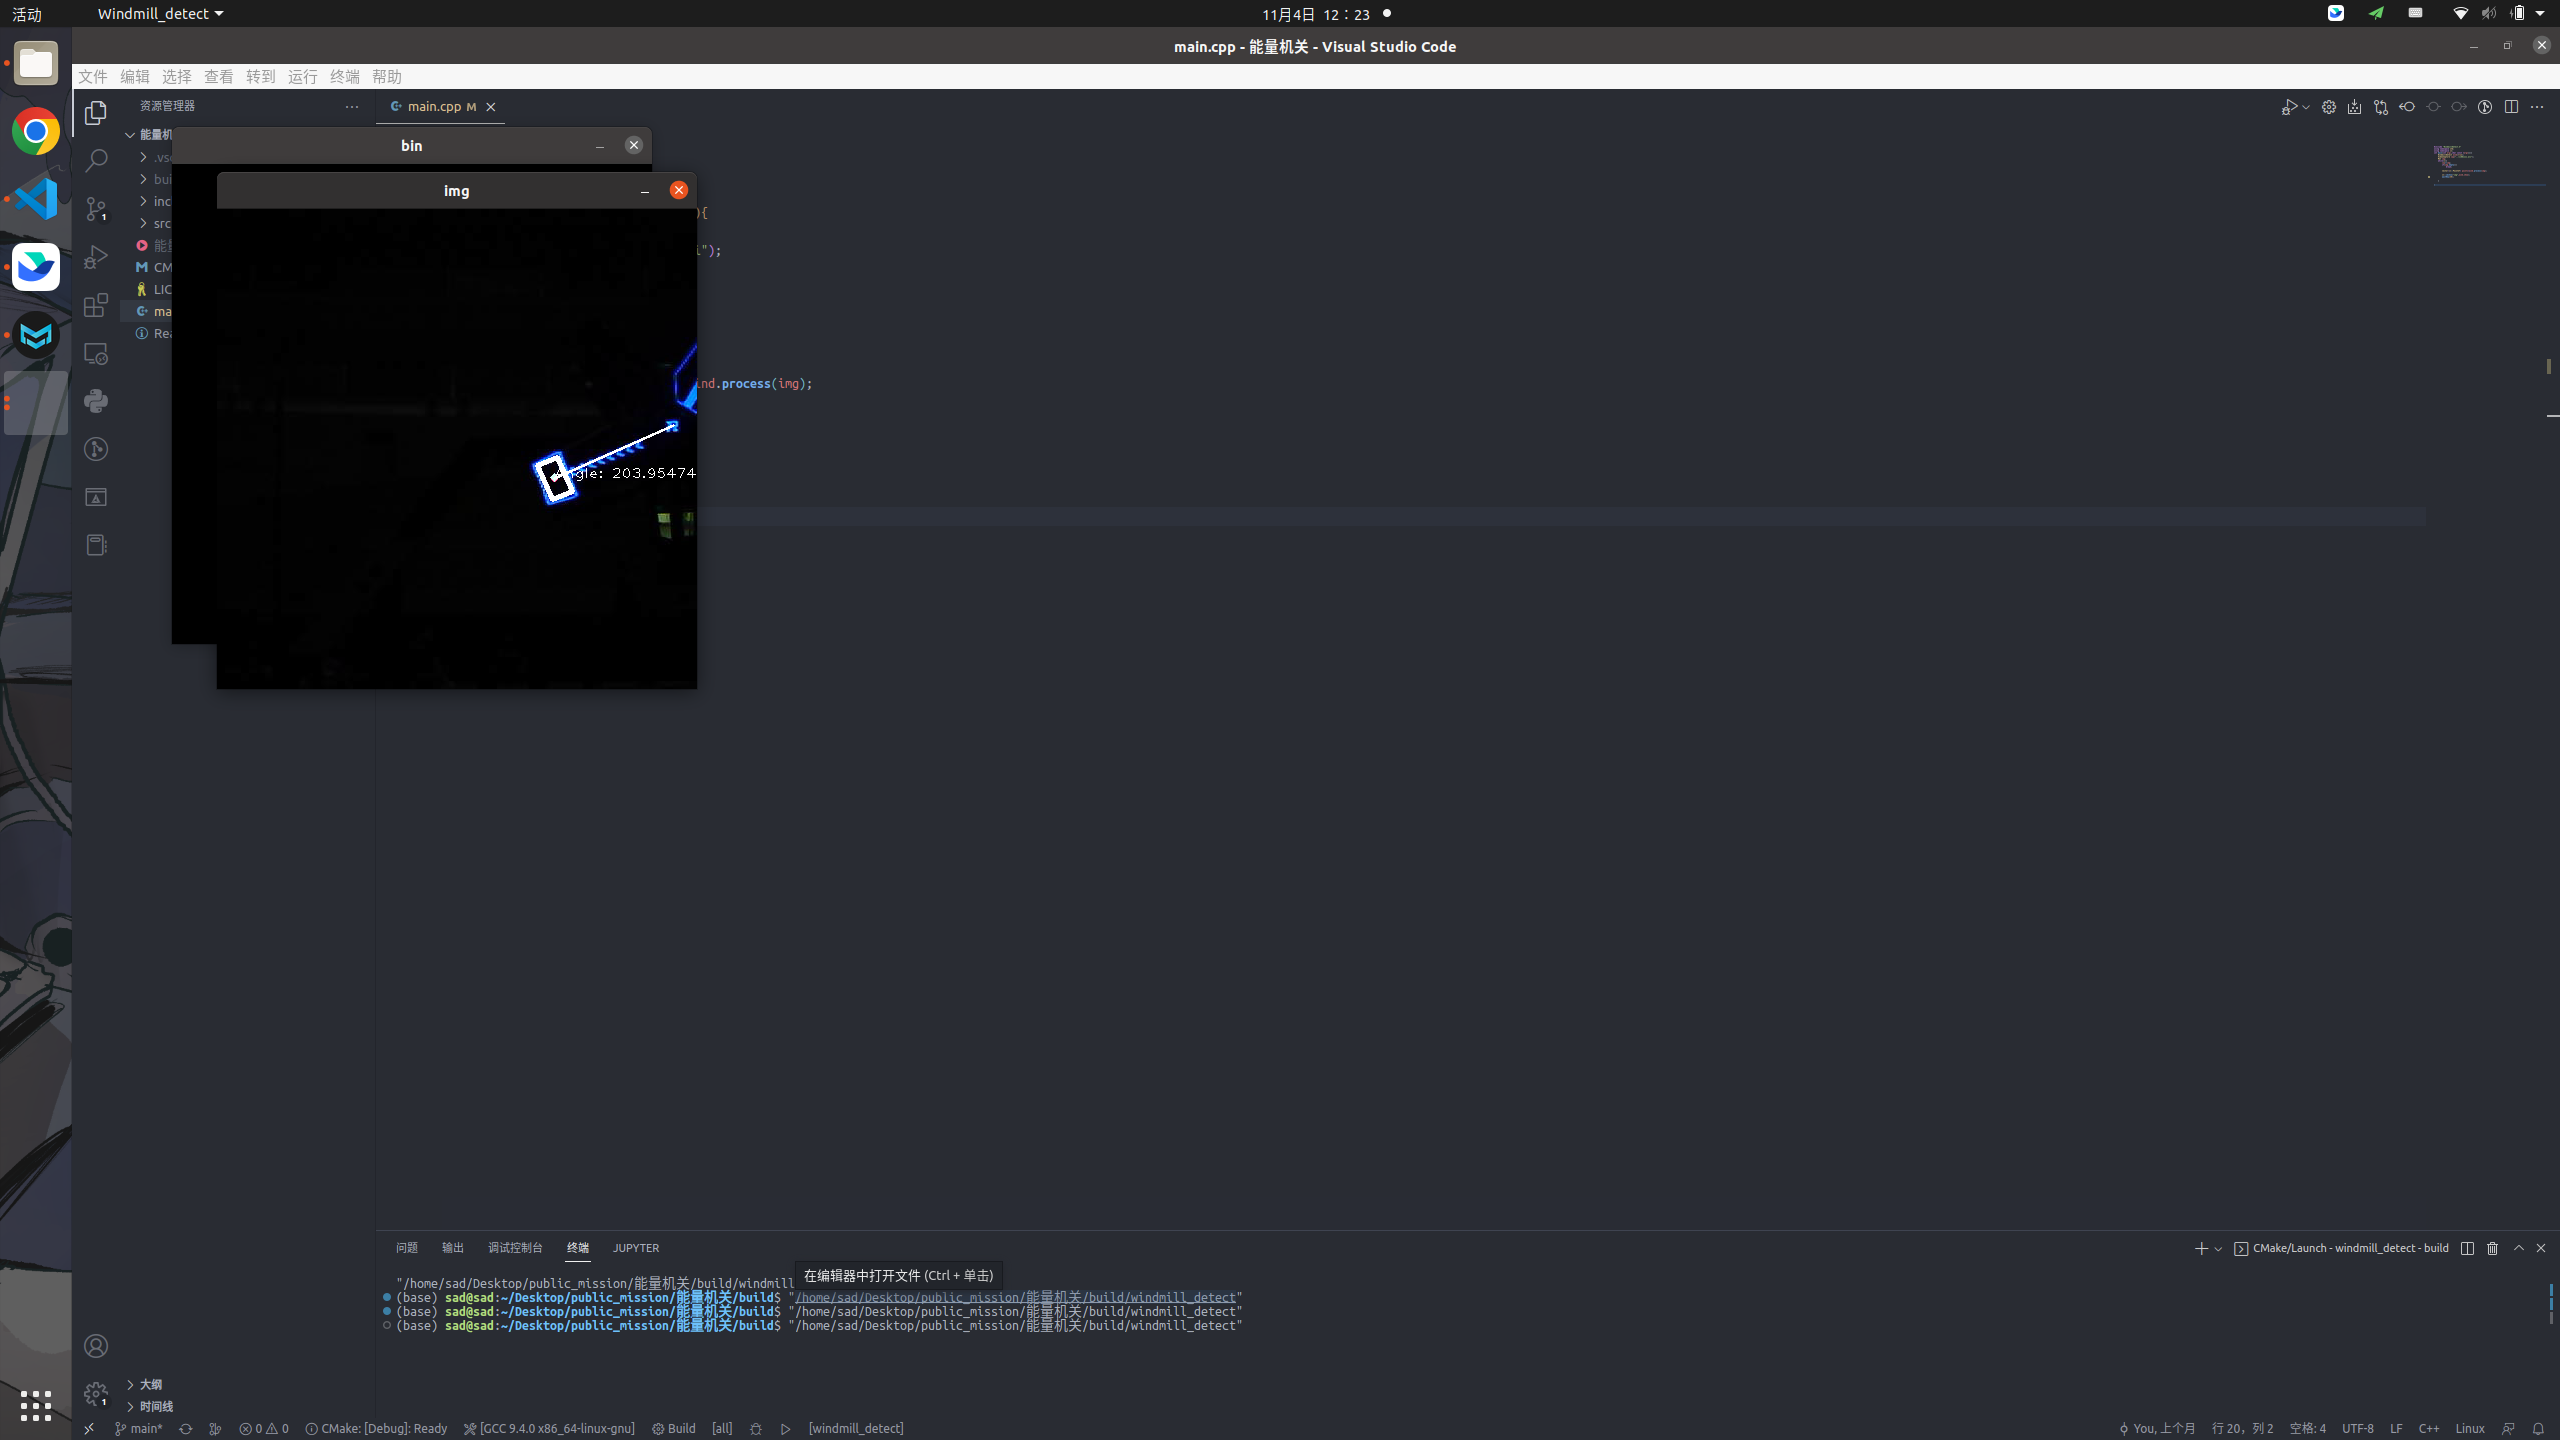 活动
Windmill_detect
11月4日 12：23
main.cpp - 能量机关 - Visual Studio Code
文件 编辑 选择 查看 转到 运行 终端 帮助
资源管理器
main.cpp M
能量机
.vs
bui
inc
src
能
CM
LIC
ma
Rea
bin
img
){
");
nd.process(img);
R
Angle: 203.95474
问题 输出 调试控制台 终端 JUPYTER
CMake/Launch - windmill_detect - build
在编辑器中打开文件 (Ctrl + 单击)
"/home/sad/Desktop/public_mission/能量机关/build/windmill
(base) sad@sad:~/Desktop/public_mission/能量机关/build$ "/home/sad/Desktop/public_mission/能量机关/build/windmill_detect"
(base) sad@sad:~/Desktop/public_mission/能量机关/build$ "/home/sad/Desktop/public_mission/能量机关/build/windmill_detect"
(base) sad@sad:~/Desktop/public_mission/能量机关/build$ "/home/sad/Desktop/public_mission/能量机关/build/windmill_detect"
大纲
时间线
main* 0 0 CMake: [Debug]: Ready [GCC 9.4.0 x86_64-linux-gnu] Build [all] [windmill_detect] You, 上个月 行 20，列 2 空格: 4 UTF-8 LF C++ Linux